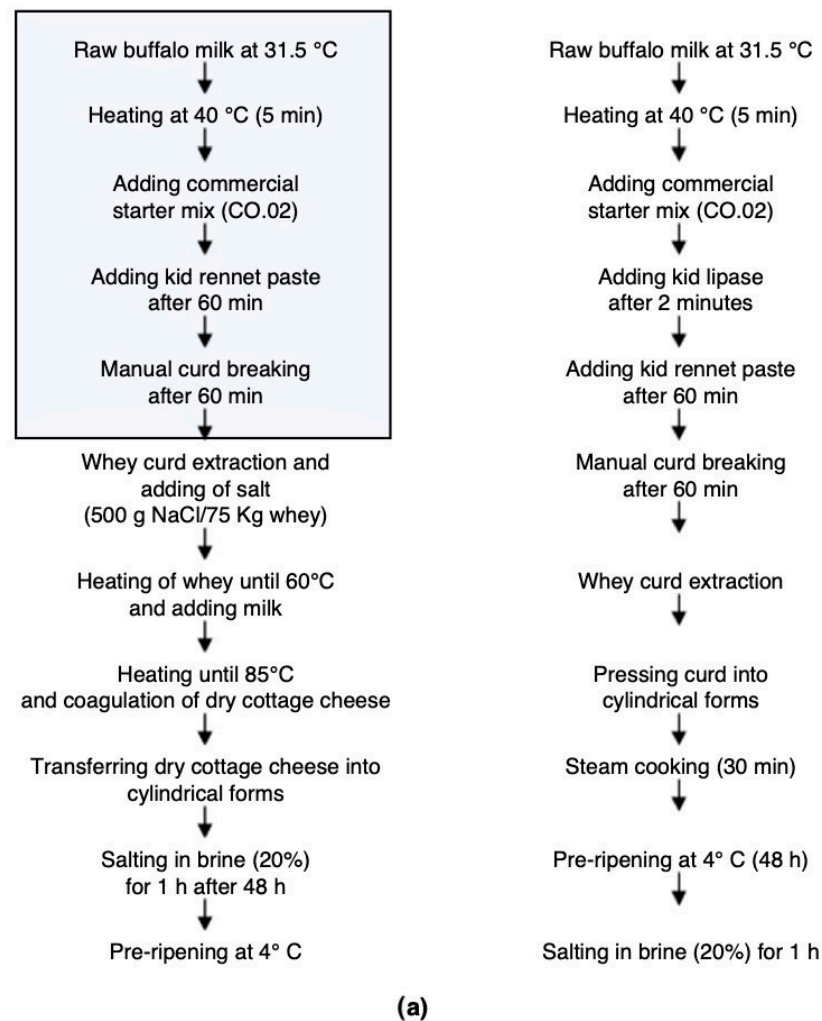 Raw buffalo milk at 31.5 °C
Heating at 40 °C (5 min)
Adding commercial
starter mix (CO.02)
Adding kid rennet paste
after 60 min
Manual curd breaking
after 60 min
Whey curd extraction and
adding of salt
(500 g NaCl/75 Kg whey)
Heating of whey until 60°C
and adding milk
Heating until 85°C
and coagulation of dry cottage cheese
Transferring dry cottage cheese into
cylindrical forms
Salting in brine (20%)
for 1 h after 48 h
Pre-ripening at 4° C
Raw buffalo milk at 31.5 °C
Heating at 40 °C (5 min)
Adding commercial
starter mix (CO.02)
Adding kid lipase
after 2 minutes
Adding kid rennet paste
after 60 min
Manual curd breaking
after 60 min
Whey curd extraction
Pressing curd into
cylindrical forms
Steam cooking (30 min)
Pre-ripening at 4° C (48 h)
Salting in brine (20%) for 1 h
(a)